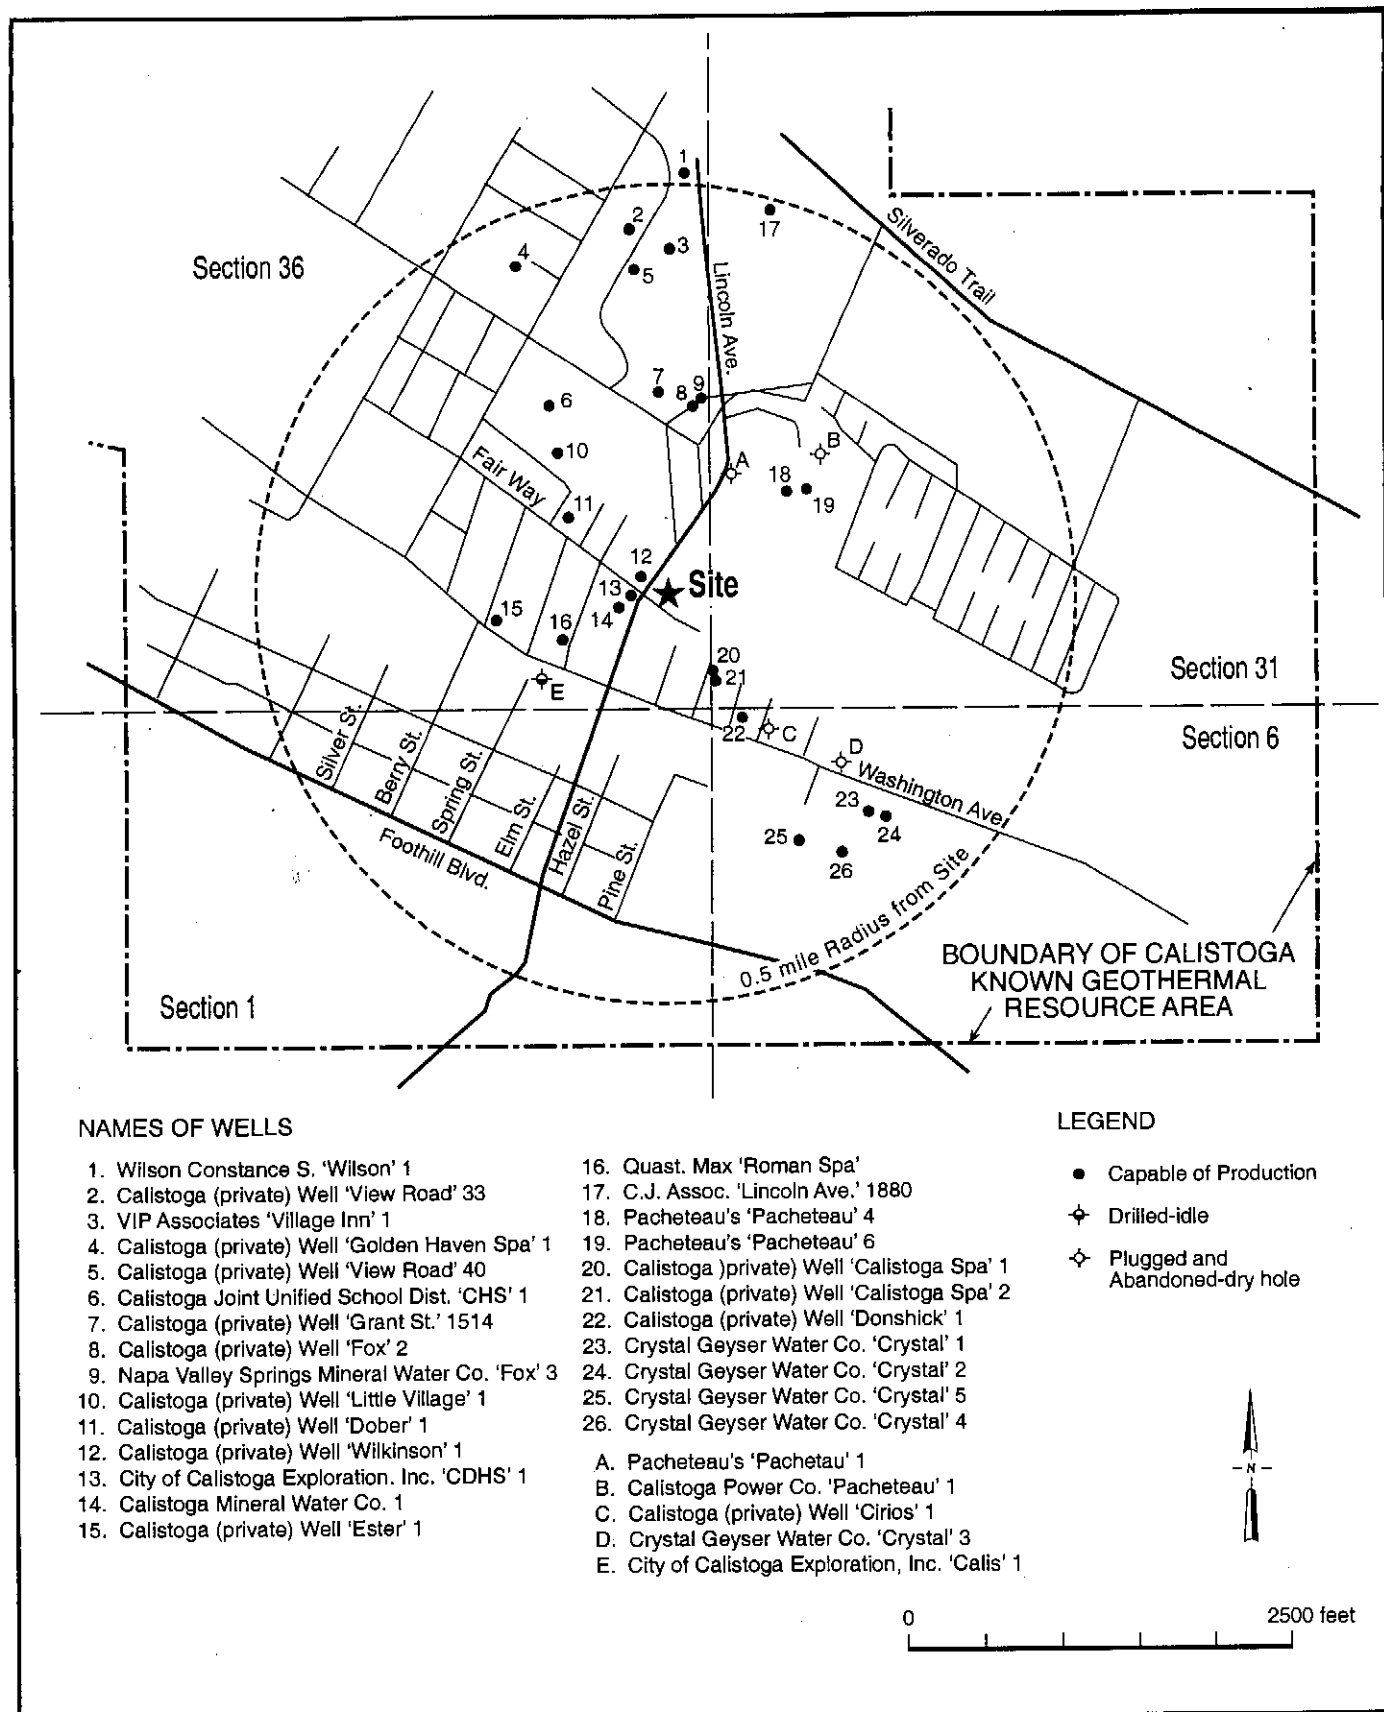 1
2
3
17
Silverado Trail
Section 36
4
5
Lincoln Ave.
7
8
9
6
B
Fair Way
10
A
18
19
11
12
Site
13
14
15
16
20
21
E
Section 31
22
C
Section 6
D
Washington Ave.
Silver St.
Berry St.
Spring St.
Elm St.
Hazel St.
Pine St.
Foothill Blvd.
23
24
25
26
0.5 mile Radius from Site
BOUNDARY OF CALISTOGA
KNOWN GEOTHERMAL
RESOURCE AREA
Section 1
NAMES OF WELLS
1. Wilson Constance S. 'Wilson' 1
2. Calistoga (private) Well 'View Road' 33
3. VIP Associates 'Village Inn' 1
4. Calistoga (private) Well 'Golden Haven Spa' 1
5. Calistoga (private) Well 'View Road' 40
6. Calistoga Joint Unified School Dist. 'CHS' 1
7. Calistoga (private) Well 'Grant St.' 1514
8. Calistoga (private) Well 'Fox' 2
9. Napa Valley Springs Mineral Water Co. 'Fox' 3
10. Calistoga (private) Well 'Little Village' 1
11. Calistoga (private) Well 'Dober' 1
12. Calistoga (private) Well 'Wilkinson' 1
13. City of Calistoga Exploration. Inc. 'CDHS' 1
14. Calistoga Mineral Water Co. 1
15. Calistoga (private) Well 'Ester' 1
16. Quast. Max 'Roman Spa'
17. C.J. Assoc. 'Lincoln Ave.' 1880
18. Pacheteau's 'Pacheteau' 4
19. Pacheteau's 'Pacheteau' 6
20. Calistoga )private) Well 'Calistoga Spa' 1
21. Calistoga (private) Well 'Calistoga Spa' 2
22. Calistoga (private) Well 'Donshick' 1
23. Crystal Geyser Water Co. 'Crystal' 1
24. Crystal Geyser Water Co. 'Crystal' 2
25. Crystal Geyser Water Co. 'Crystal' 5
26. Crystal Geyser Water Co. 'Crystal' 4
A. Pacheteau's 'Pachetau' 1
B. Calistoga Power Co. 'Pacheteau' 1
C. Calistoga (private) Well 'Cirios' 1
D. Crystal Geyser Water Co. 'Crystal' 3
E. City of Calistoga Exploration, Inc. 'Calis' 1
LEGEND
Capable of Production
Drilled-idle
Plugged and
Abandoned-dry hole
N
0 2500 feet